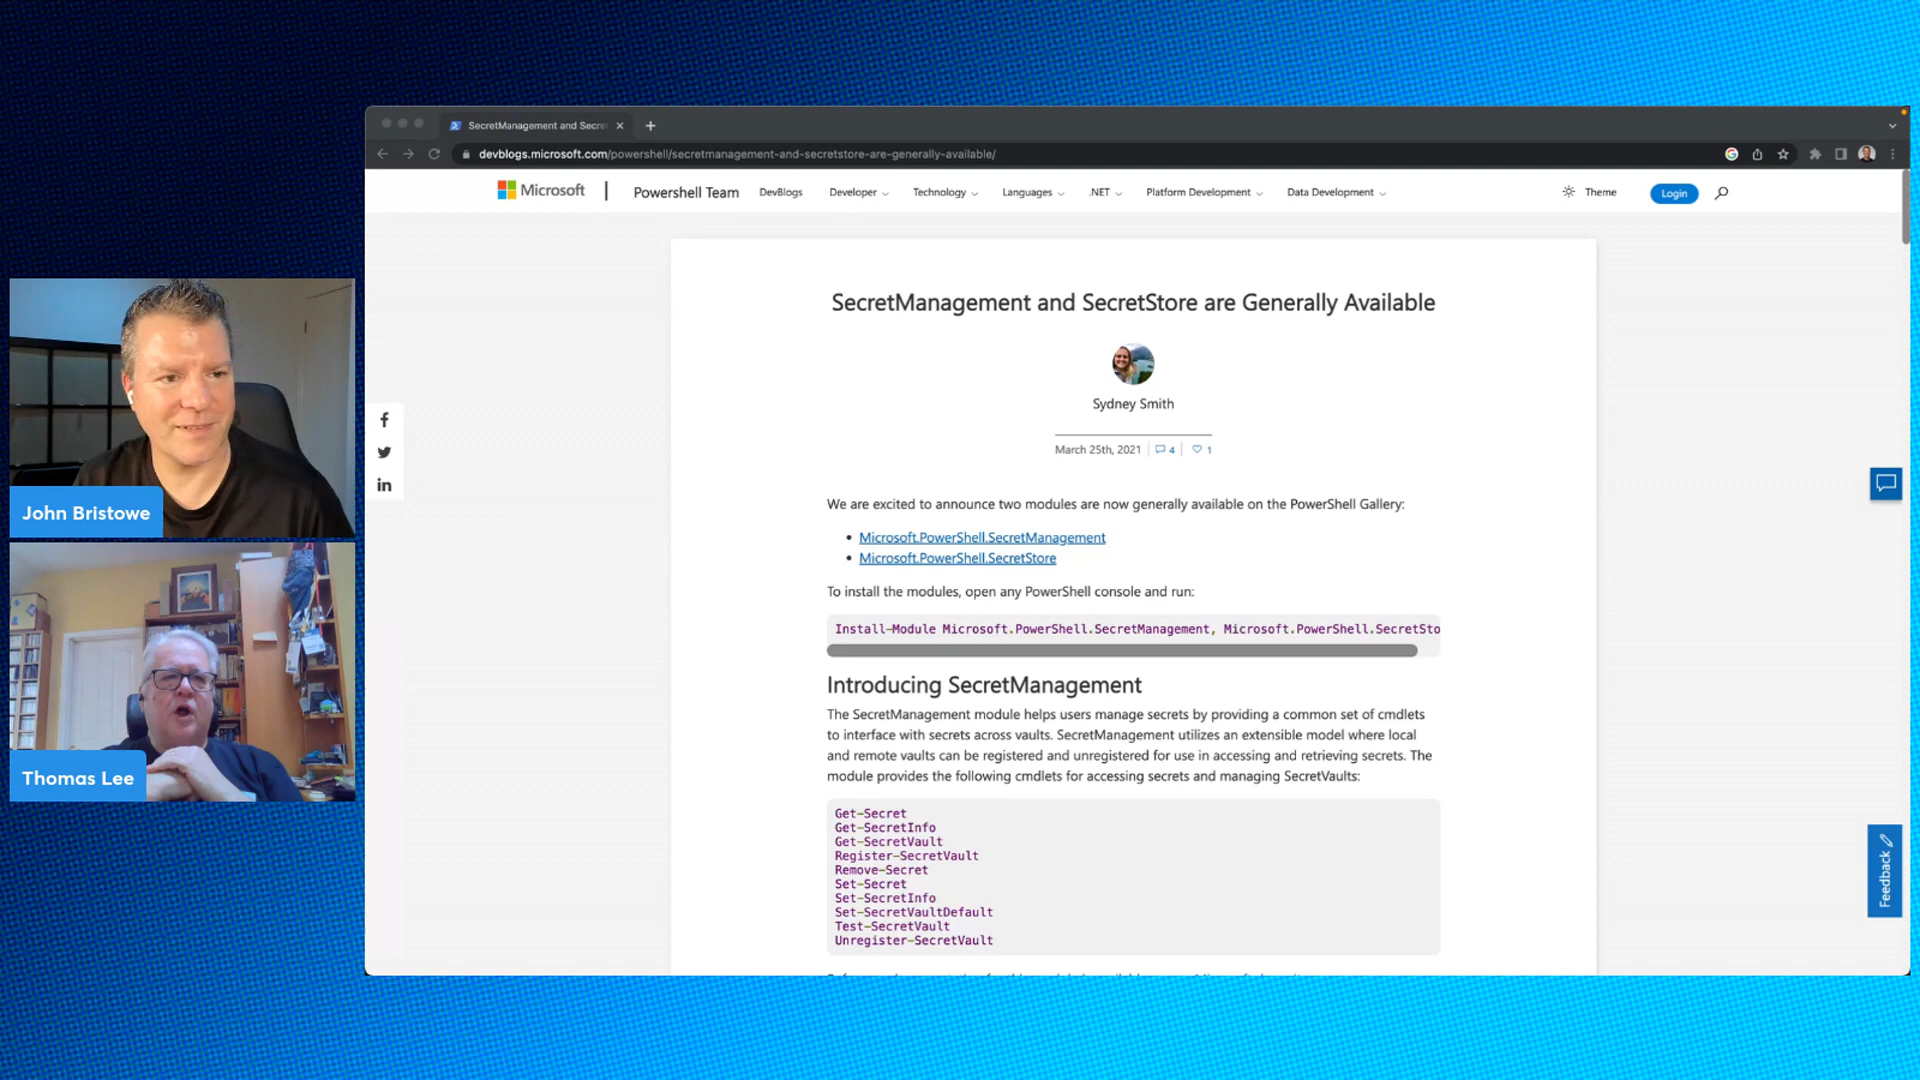 SecretManagement and Secre
devblogs.microsoft.com/powershell/secretmanagement-and-secretstore-are-generally-available/
Microsoft
Powershell Team
DevBlogs
Developer
Technology
Languages
.NET
Platform Development
Data Development
Theme
Login
SecretManagement and SecretStore are Generally Available
Sydney Smith
March 25th, 2021
4
1
We are excited to announce two modules are now generally available on the PowerShell Gallery:
• Microsoft.PowerShell.SecretManagement
• Microsoft.PowerShell.SecretStore
To install the modules, open any PowerShell console and run:
Install-Module Microsoft.PowerShell.SecretManagement, Microsoft.PowerShell.SecretSto
Introducing SecretManagement
The SecretManagement module helps users manage secrets by providing a common set of cmdlets
to interface with secrets across vaults. SecretManagement utilizes an extensible model where local
and remote vaults can be registered and unregistered for use in accessing and retrieving secrets. The
module provides the following cmdlets for accessing secrets and managing SecretVaults:
Get-Secret
Get-SecretInfo
Get-SecretVault
Register-SecretVault
Remove-Secret
Set-Secret
Set-SecretInfo
Set-SecretVaultDefault
Test-SecretVault
Unregister-SecretVault
Feedback
John Bristowe
Thomas Lee